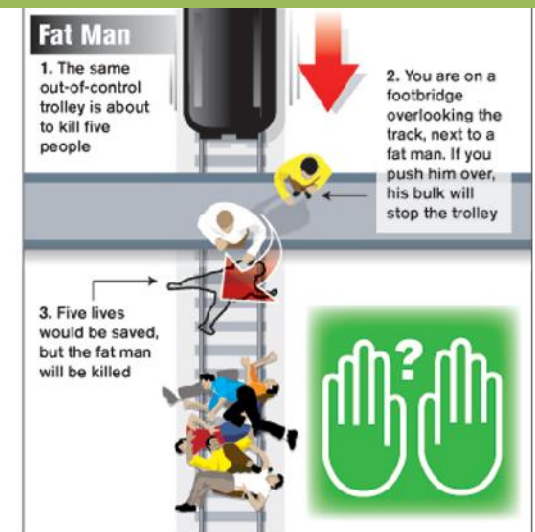 Fat Man
1. The same
out-of-control
trolley is about
to kill five
people
2. You are on a
footbridge
overlooking the
track, next to a
fat man. If you
push him over,
his bulk will
stop the trolley
3. Five lives
would be saved,
but the fat man
will be killed
?